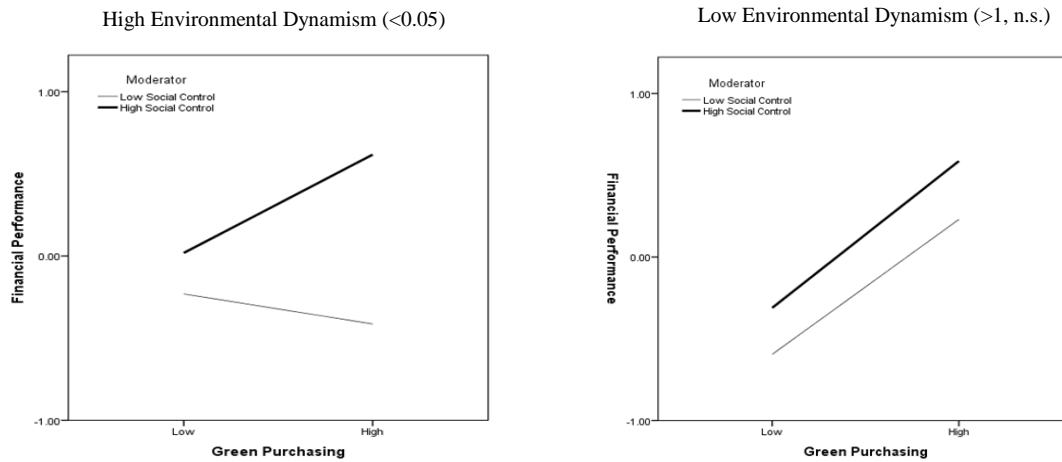 High Environmental Dynamism (<0.05)
Moderator
Low Social Control
High Social Control
1.00
0.00
-1.00
Financial Performance
Low
High
Green Purchasing
Low Environmental Dynamism (>1, n.s.)
Moderator
Low Social Control
High Social Control
1.00
0.00
-1.00
Financial Performance
Low
High
Green Purchasing